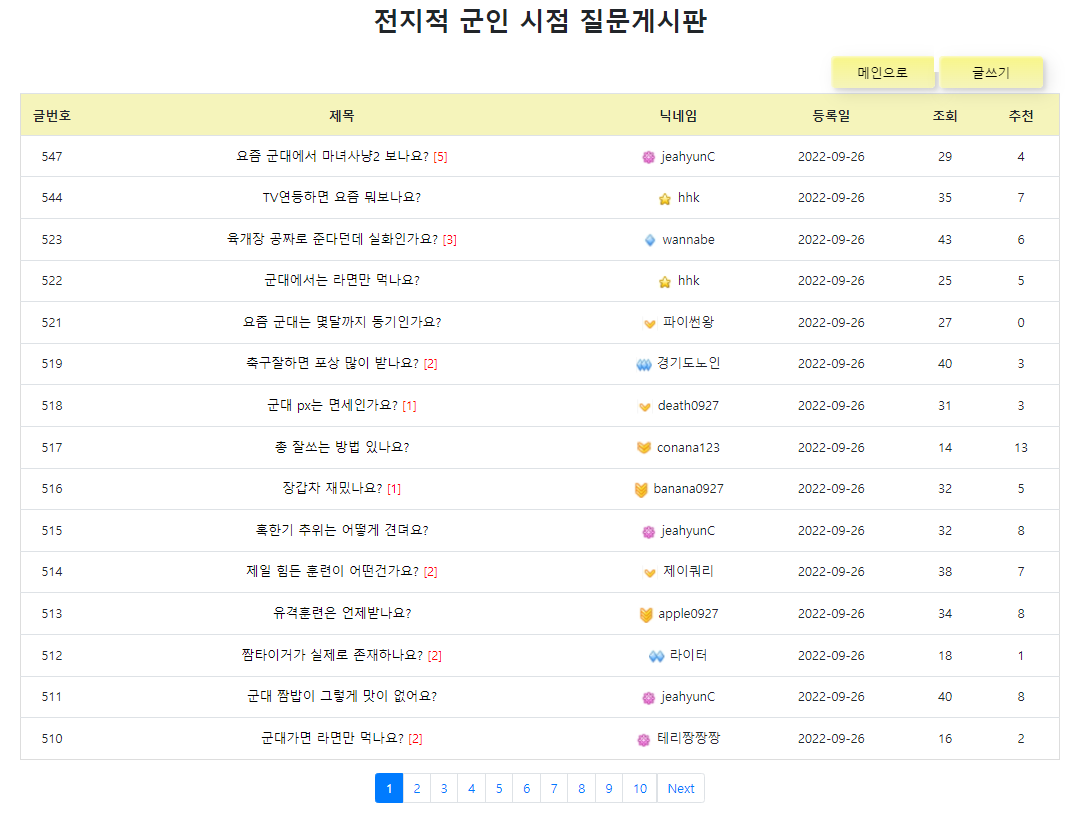 전지적 군인 시점 질문게시판
메인으로 글쓰기
글번호 제목 닉네임 등록일 조회 추천
547 요즘 군대에서 마녀사냥2 보나요? [5] jeahyunC 2022-09-26 29 4
544 TV연등하면 요즘 뭐보나요? hhk 2022-09-26 35 7
523 육개장 공짜로 준다던데 실화인가요? [3] wannabe 2022-09-26 43 6
522 군대에서는 라면만 먹나요? hhk 2022-09-26 25 5
521 요즘 군대는 몇달까지 동기인가요? 파이썬왕 2022-09-26 27 0
519 축구잘하면 포상 많이 받나요? [2] 경기도노인 2022-09-26 40 3
518 군대 px는 면세인가요? [1] death0927 2022-09-26 31 3
517 총 잘쏘는 방법 있나요? conana123 2022-09-26 14 13
516 장갑차 재밌나요? [1] banana0927 2022-09-26 32 5
515 혹한기 추위는 어떻게 견뎌요? jeahyunC 2022-09-26 32 8
514 제일 힘든 훈련이 어떤건가요? [2] 제이쿼리 2022-09-26 38 7
513 유격훈련은 언제받나요? apple0927 2022-09-26 34 8
512 짬타이거가 실제로 존재하나요? [2] 라이터 2022-09-26 18 1
511 군대 짬밥이 그렇게 맛이 없어요? jeahyunC 2022-09-26 40 8
510 군대가면 라면만 먹나요? [2] 테리짱짱짱 2022-09-26 16 2
1 2 3 4 5 6 7 8 9 10 Next